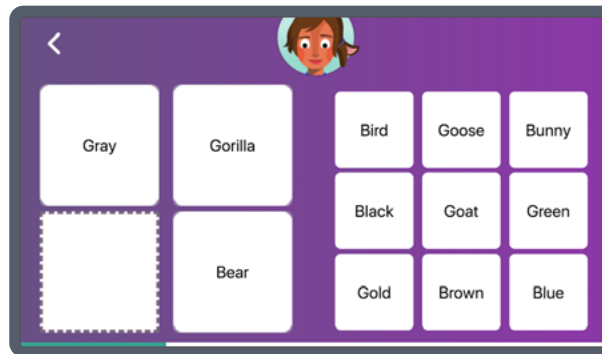 Gray Gorilla
Bear
Bird Goose Bunny
Black Goat Green
Gold Brown Blue